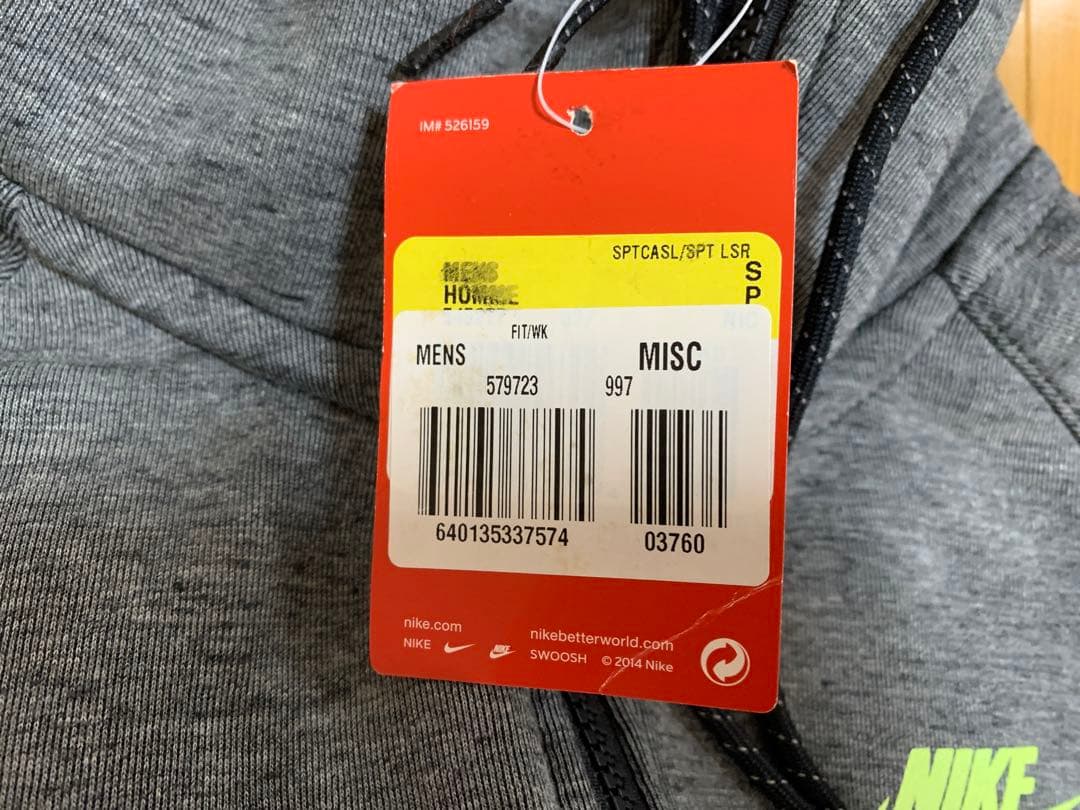 IM# 526159
SPTCASL/SPT LSR
MENS S
HOMME P
FIT/WK
MENS MISC
579723 997
640135337574 03760
nike.com nikebetterworld.com
NIKE NIKE SWOOSH © 2014 Nike
NIKE